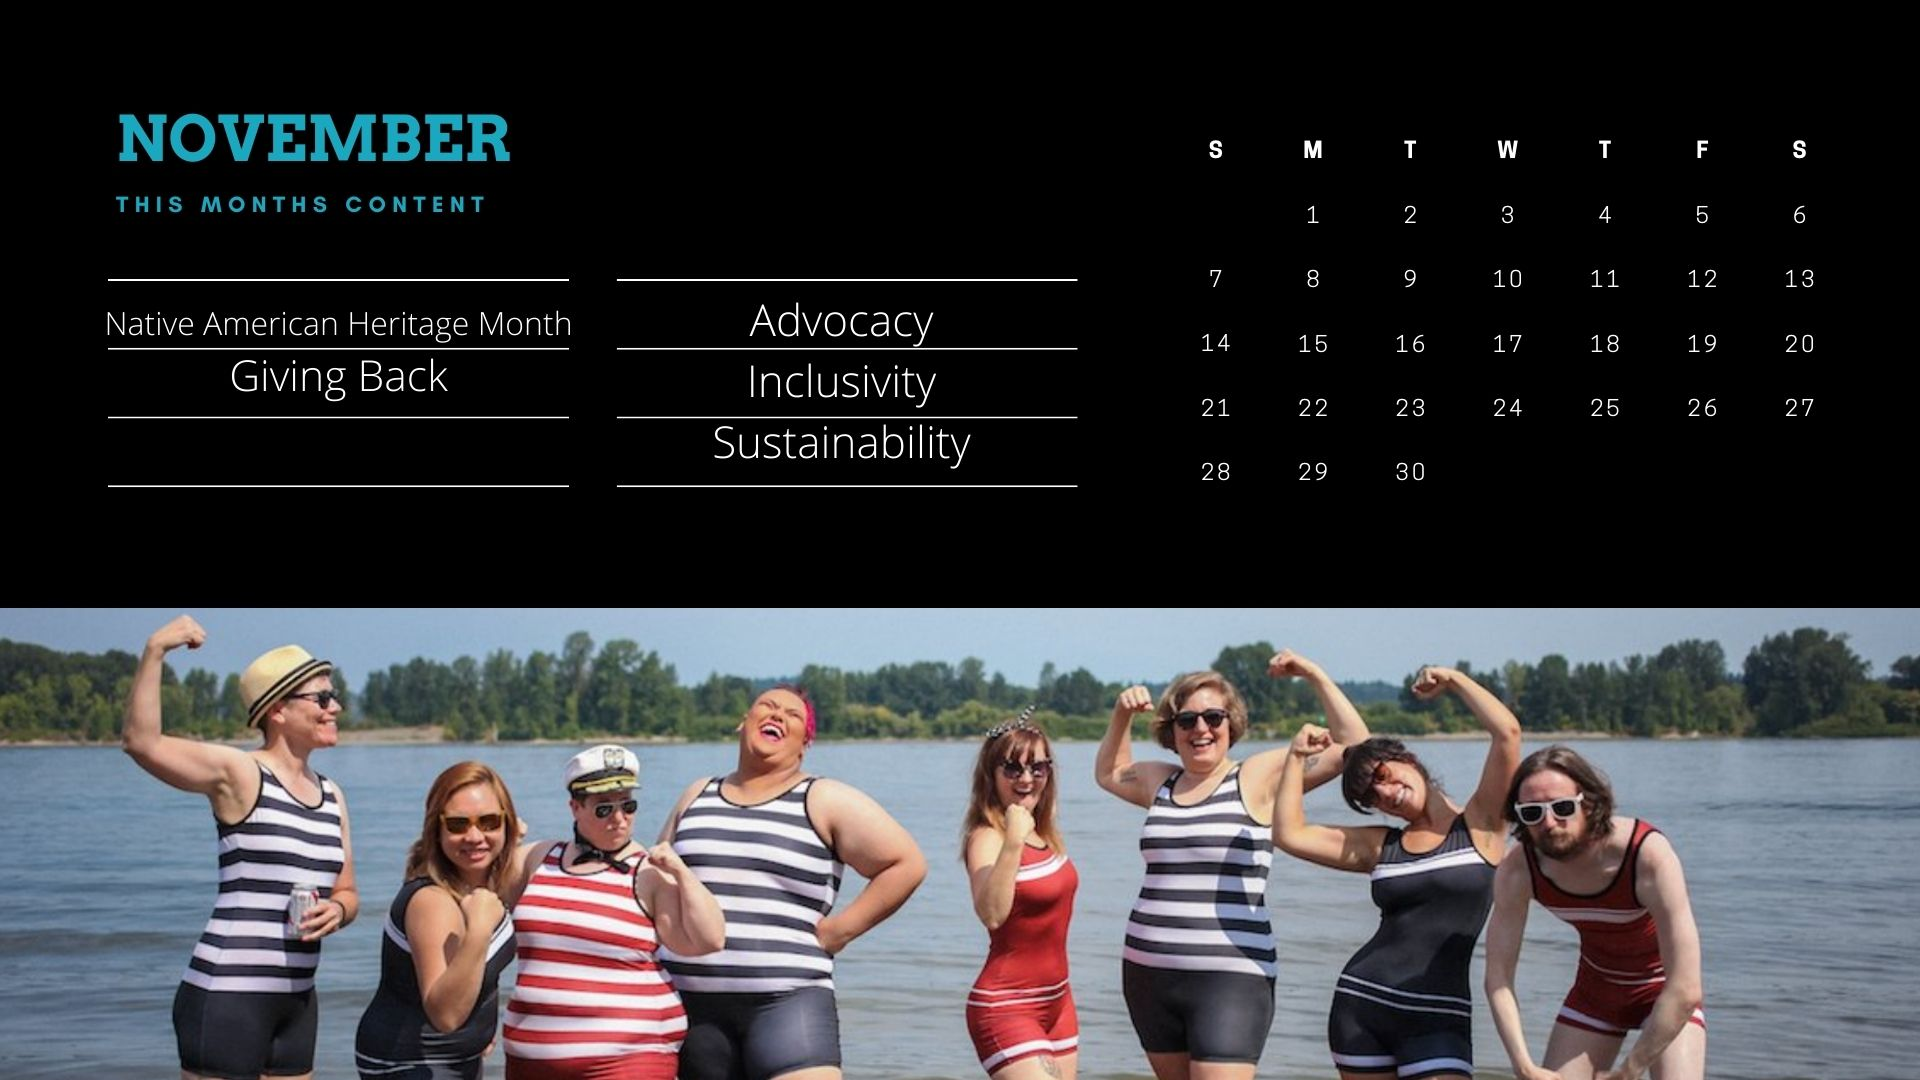 NOVEMBER
THIS MONTHS CONTENT
Native American Heritage Month
Giving Back
Advocacy
Inclusivity
Sustainability
S M T W T F S
1 2 3 4 5 6
7 8 9 10 11 12 13
14 15 16 17 18 19 20
21 22 23 24 25 26 27
28 29 30